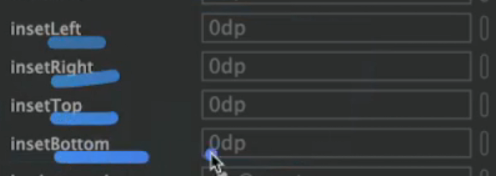 insetLeft 0dp
insetRight 0dp
insetTop 0dp
insetBottom 0dp